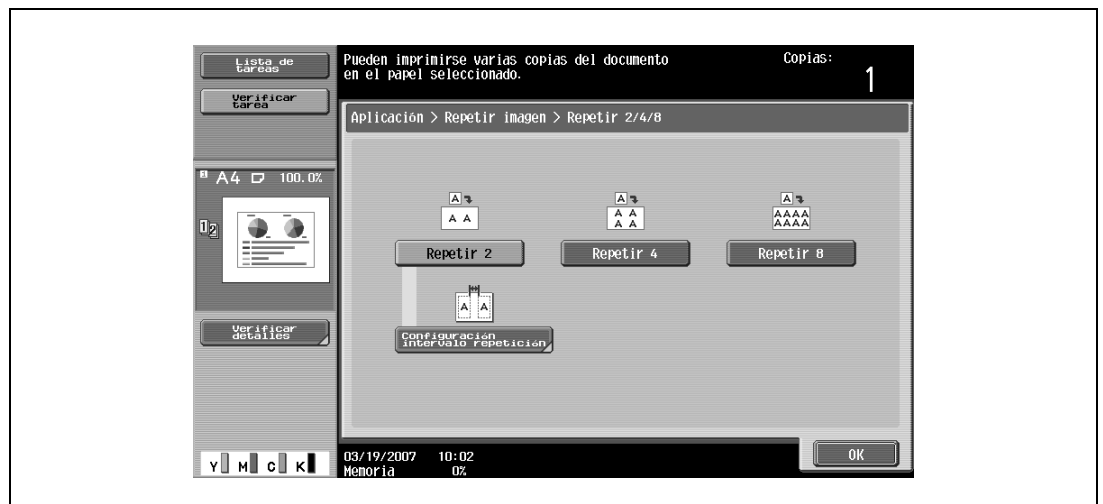 Lista de
tareas
Verificar
tarea
A4 100.0%
1 2
Verificar
detalles
Y M C K
Pueden imprimirse varias copias del documento
en el papel seleccionado.
Copias:
1
Aplicación > Repetir imagen > Repetir 2/4/8
A
A A
Repetir 2
A
A A
A A
Repetir 4
A
AAAA
AAAA
Repetir 8
A A
Configuración
intervalo repetición
03/19/2007 10:02
Memoria 0%
OK